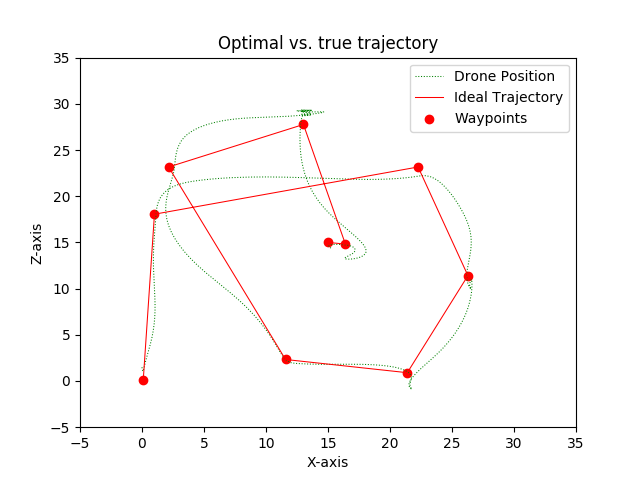 Optimal vs. true trajectory
Drone Position
Ideal Trajectory
Waypoints
35
30
25
20
15
10
5
0
−5
Z-axis
−5 0 5 10 15 20 25 30 35
X-axis